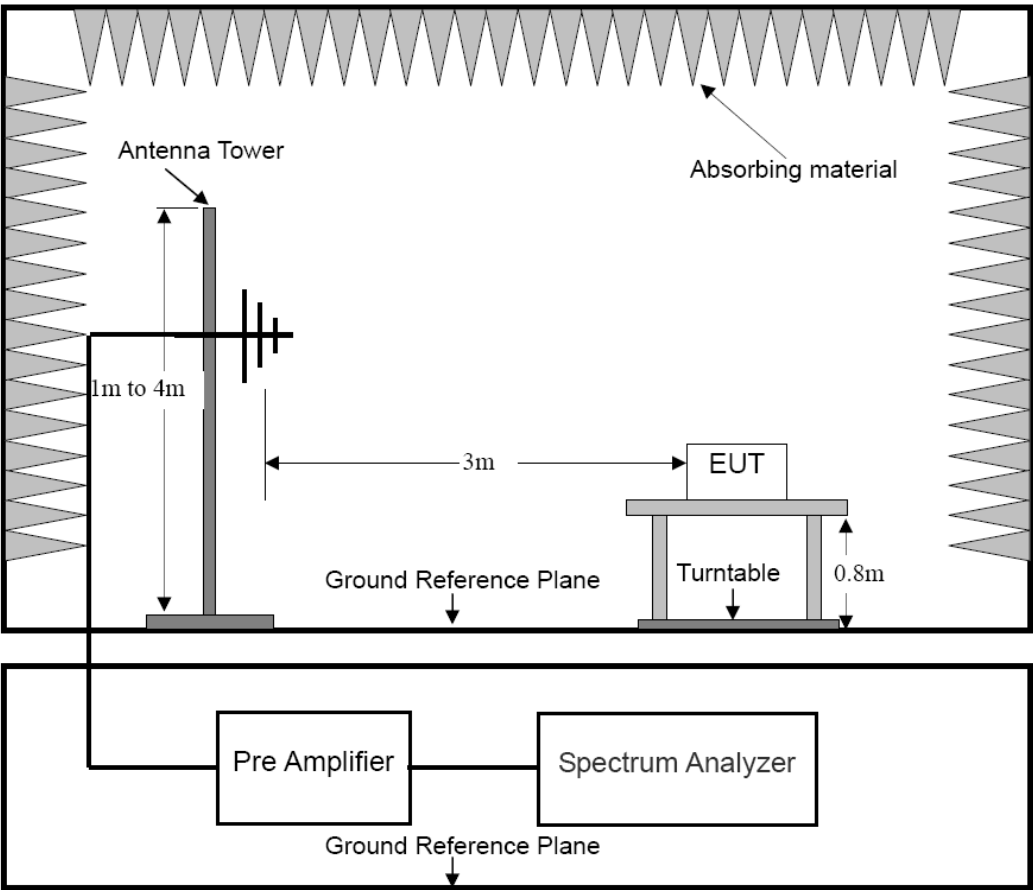 Antenna Tower
Absorbing material
1m to 4m
3m
EUT
Ground Reference Plane
Turntable
0.8m
Pre Amplifier
Spectrum Analyzer
Ground Reference Plane